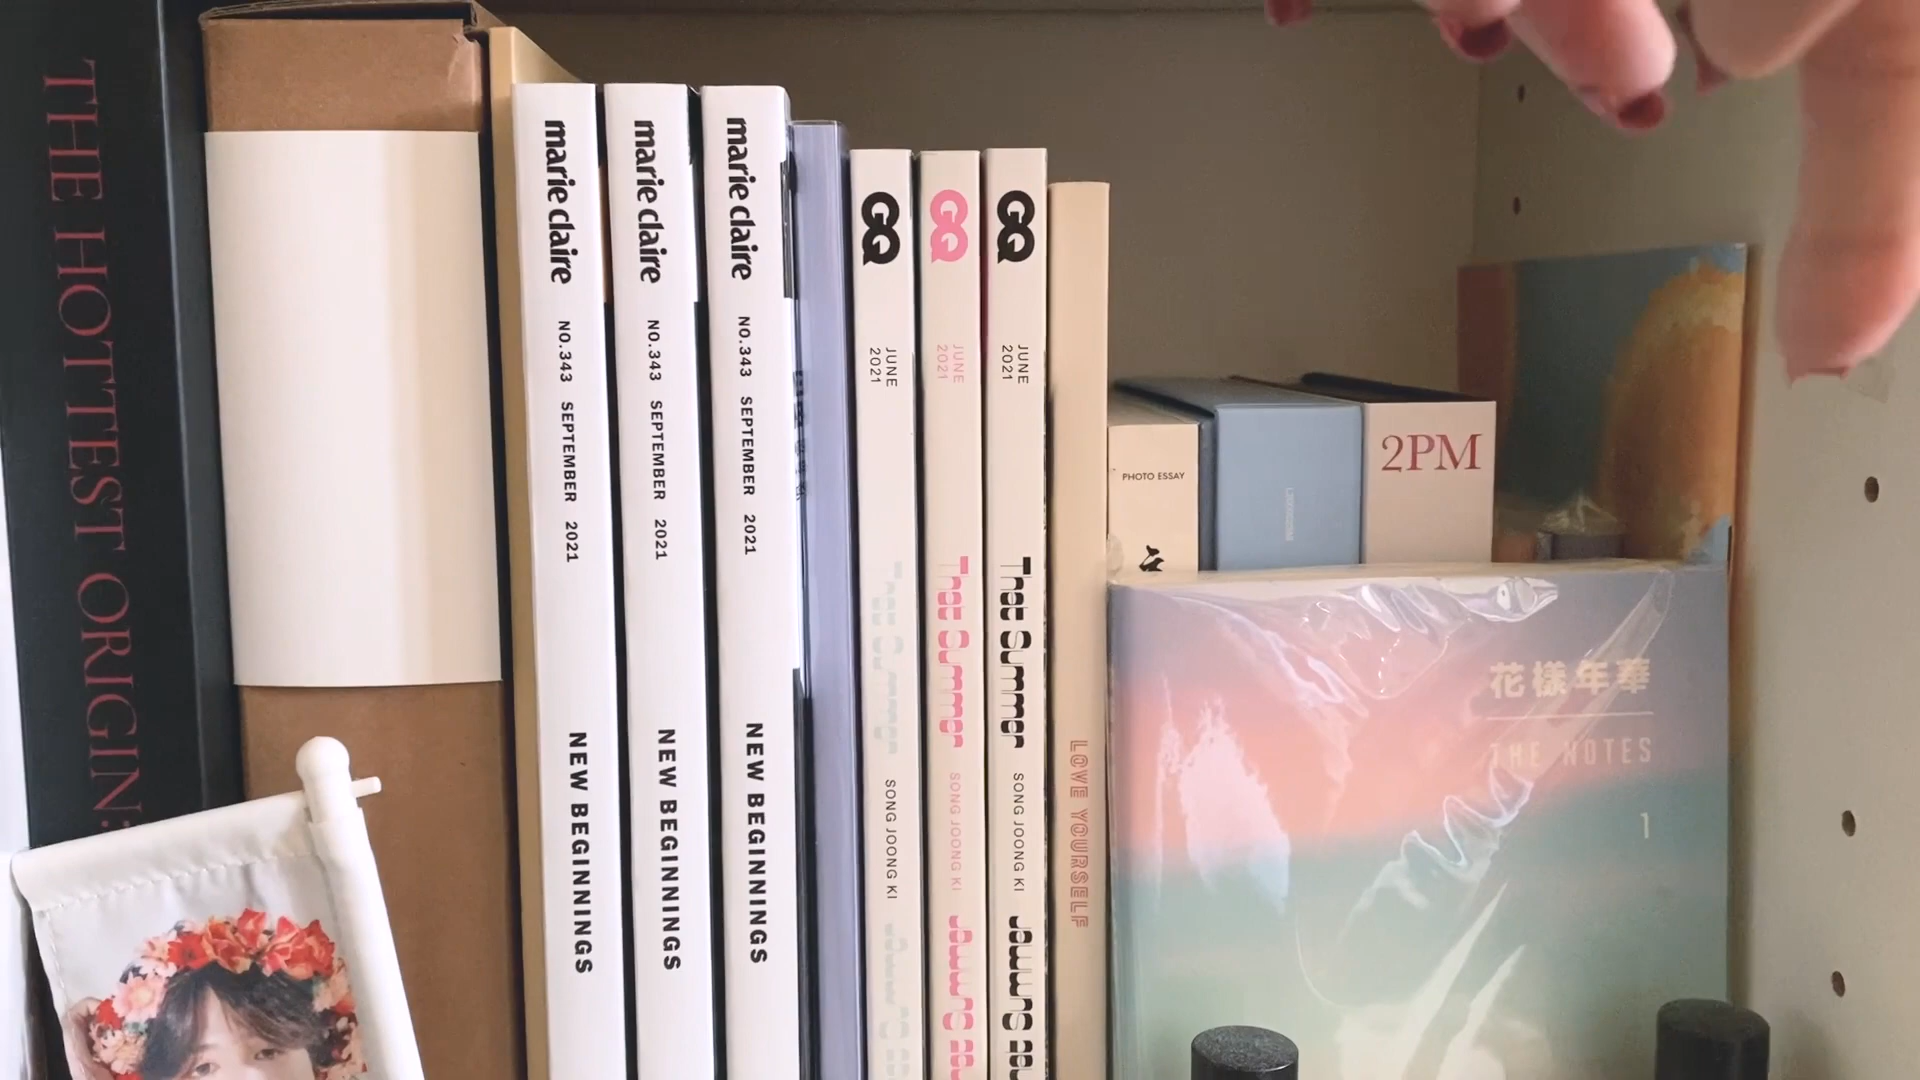 THE HOTTEST ORIGIN:
marie claire NO.343 SEPTEMBER 2021 NEW BEGINNINGS
marie claire NO.343 SEPTEMBER 2021 NEW BEGINNINGS
marie claire NO.343 SEPTEMBER 2021 NEW BEGINNINGS
GQ
JUNE
2021
That Summer
SONG JOONG KI
GQ
JUNE
2021
That Summer
SONG JOONG KI
GQ
JUNE
2021
That Summer
SONG JOONG KI
LOVE YOURSELF
PHOTO ESSAY
2PM
花樣年華
THE NOTES
1